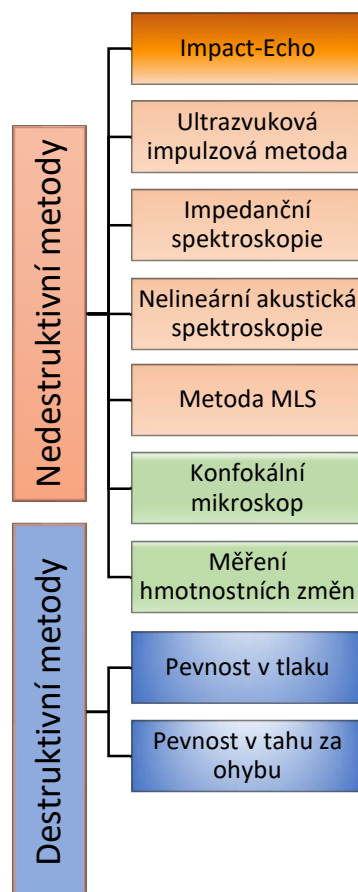 Nedestruktivní metody
Impact-Echo
Ultrazvuková
impulzová metoda
Impedanční
spektroskopie
Nelineární akustická
spektroskopie
Metoda MLS
Konfokální
mikroskop
Měření
hmotnostních změn
Destruktivní metody
Pevnost v tlaku
Pevnost v tahu za
ohybu